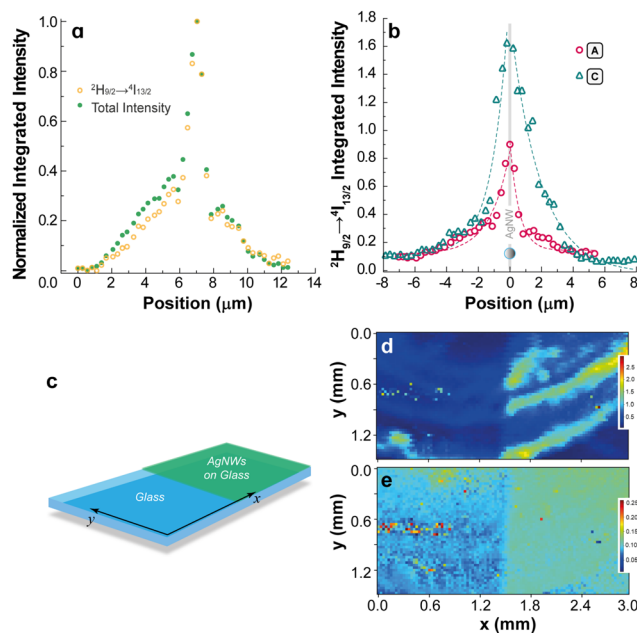 a
Normalized Integrated Intensity
1.0
0.8
0.6
0.4
0.2
0.0
²H₉/₂→⁴I₁₃/₂
Total Intensity
0 2 4 6 8 10 12 14
Position (μm)
b
²H₉/₂→⁴I₁₃/₂ Integrated Intensity
1.8
1.6
1.4
1.2
1.0
0.8
0.6
0.4
0.2
0.0
A
C
AgNW
-8 -6 -4 -2 0 2 4 6 8
Position (μm)
c
Glass
AgNWs
on Glass
y
x
d
y (mm)
0.0
0.6
1.2
2.5
2.0
1.5
1.0
0.5
e
y (mm)
0.0
0.6
1.2
0.25
0.20
0.15
0.10
0.05
0.0 0.6 1.2 1.8 2.4 3.0
x (mm)